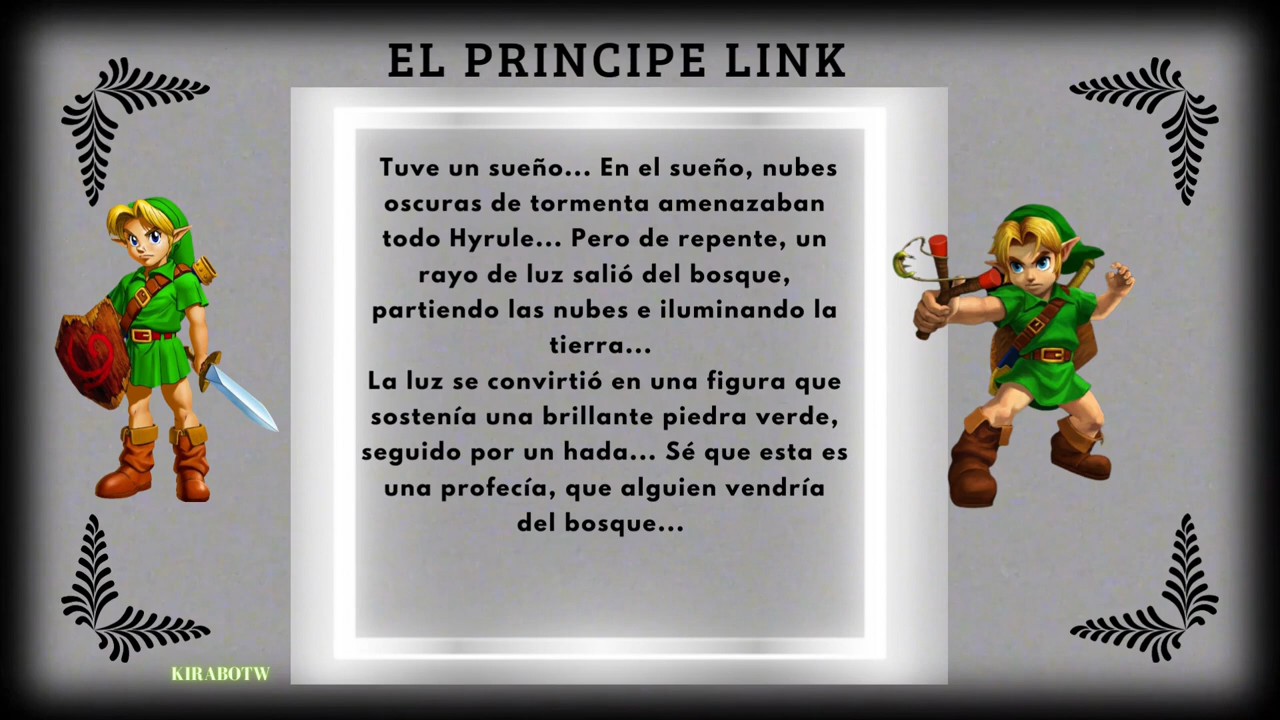 EL PRINCIPE LINK
Tuve un sueño... En el sueño, nubes
oscuras de tormenta amenazaban
todo Hyrule... Pero de repente, un
rayo de luz salió del bosque,
partiendo las nubes e iluminando la
tierra...
La luz se convirtió en una figura que
sostenía una brillante piedra verde,
seguido por un hada... Sé que esta es
una profecía, que alguien vendría
del bosque...
KIRABOTW